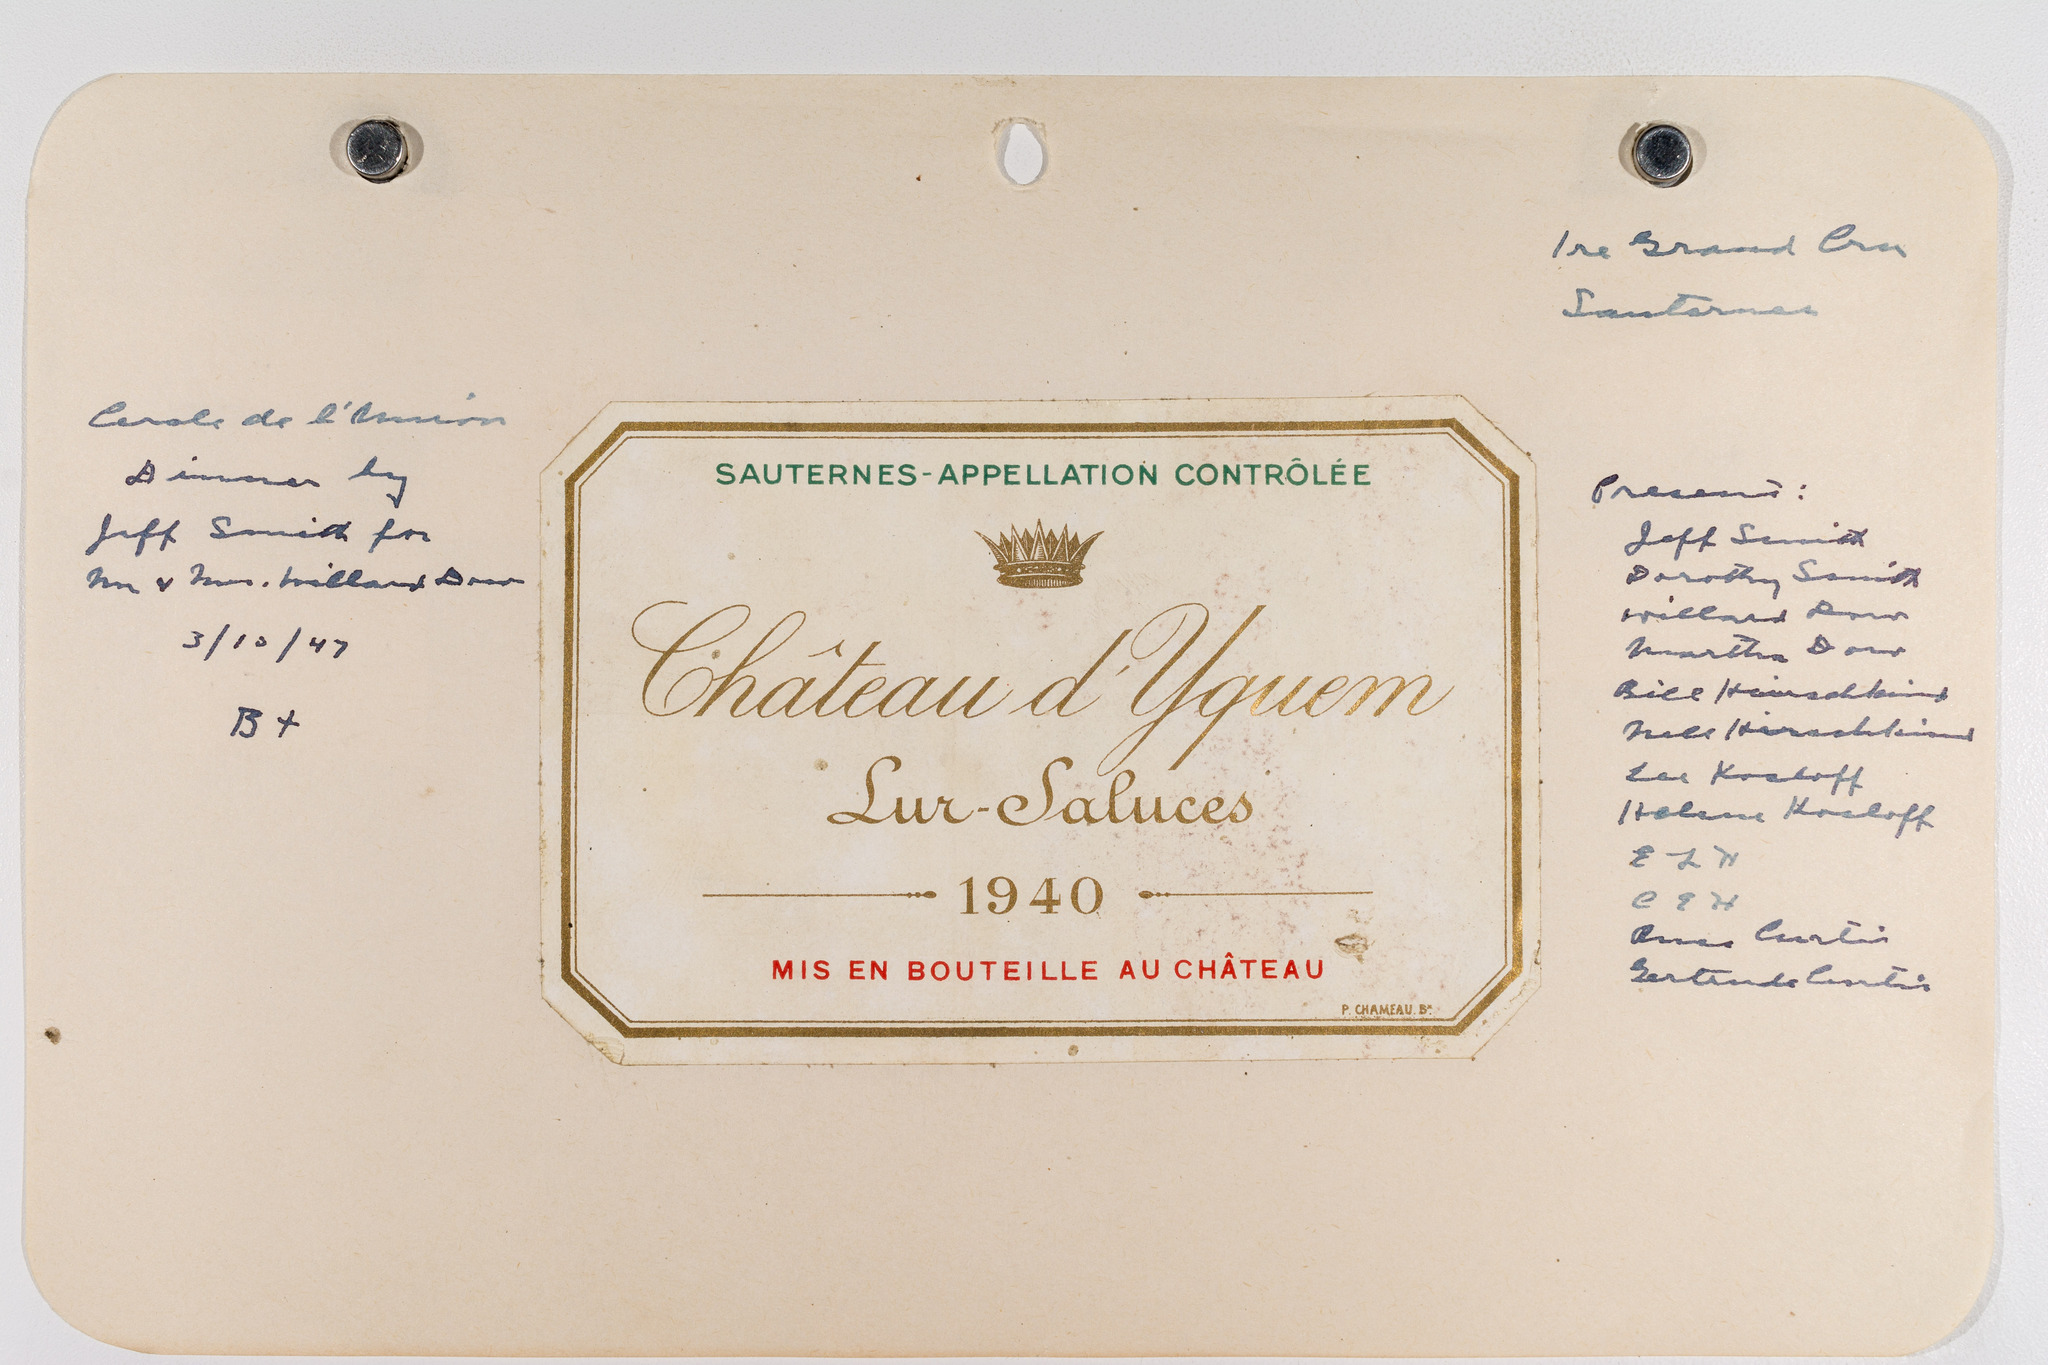 1re Grand Cru
Sauternes
Cercle de l'Union
Dinner by
Jeff Smith for
Mr & Mrs. Willard Dow
3/10/47
B+
SAUTERNES-APPELLATION CONTRÔLÉE
Château d'Yquem
Lur-Saluces
1940
MIS EN BOUTEILLE AU CHÂTEAU
P. CHAMEAU. Bx
Present:
Jeff Smith
Dorothy Smith
Willard Dow
Martha Dow
Bill Hirschkind
Nell Hirschkind
Lee Kosloff
Helene Kosloff
E L H
C E H
Curtis
Gertrude Curtis